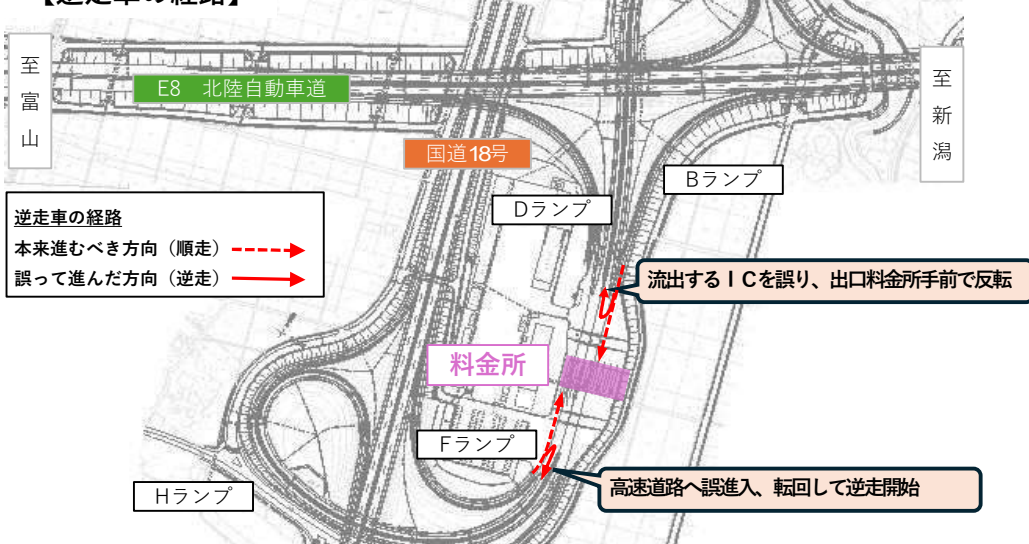 【逆走車の経路】
至富山
E8 北陸自動車道
至新潟
国道18号
Bランプ
Dランプ
逆走車の経路
本来進むべき方向（順走）
誤って進んだ方向（逆走）
流出するＩＣを誤り、出口料金所手前で反転
料金所
Fランプ
Hランプ
高速道路へ誤進入、転回して逆走開始